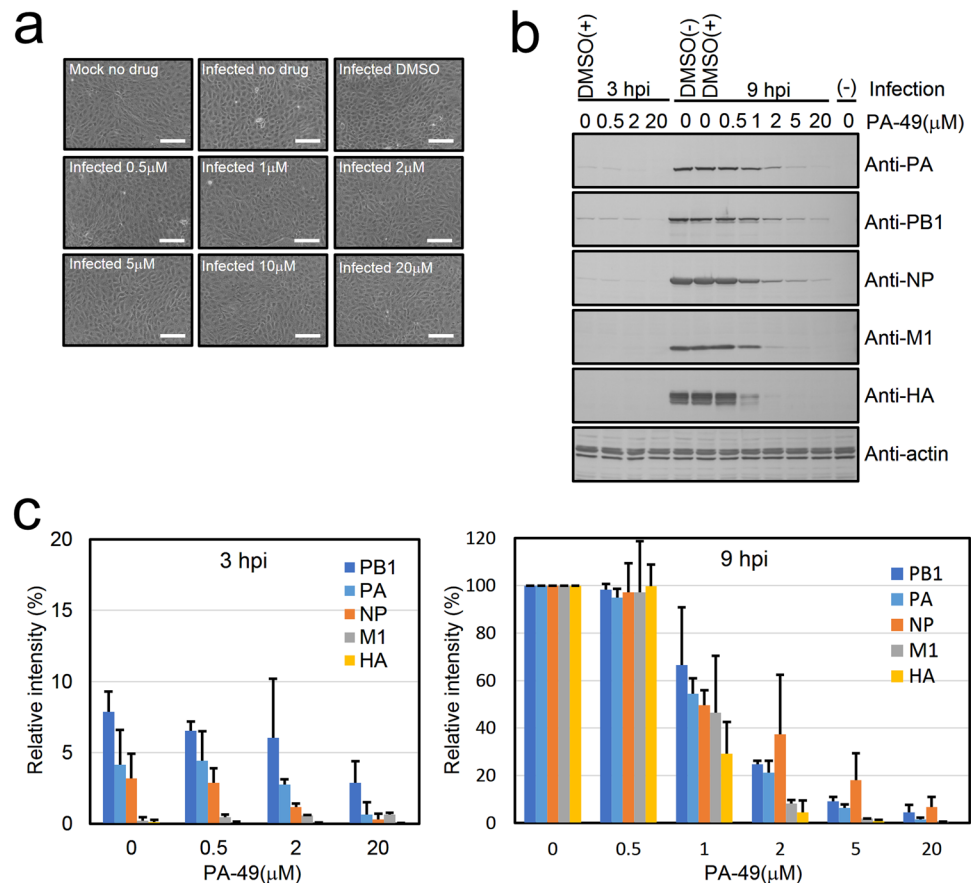 a
Mock no drug
Infected no drug
Infected DMSO
Infected 0.5μM
Infected 1μM
Infected 2μM
Infected 5μM
Infected 10μM
Infected 20μM
b
DMSO(+)
DMSO(-)
DMSO(+)
3 hpi
9 hpi
(-)
Infection
0 0.5 2 20 0 0 0.5 1 2 5 20 0 PA-49(μM)
Anti-PA
Anti-PB1
Anti-NP
Anti-M1
Anti-HA
Anti-actin
c
3 hpi
Relative intensity (%)
20
15
10
5
0
PB1
PA
NP
M1
HA
0 0.5 2 20
PA-49(μM)
9 hpi
Relative intensity (%)
120
100
80
60
40
20
0
PB1
PA
NP
M1
HA
0 0.5 1 2 5 20
PA-49(μM)